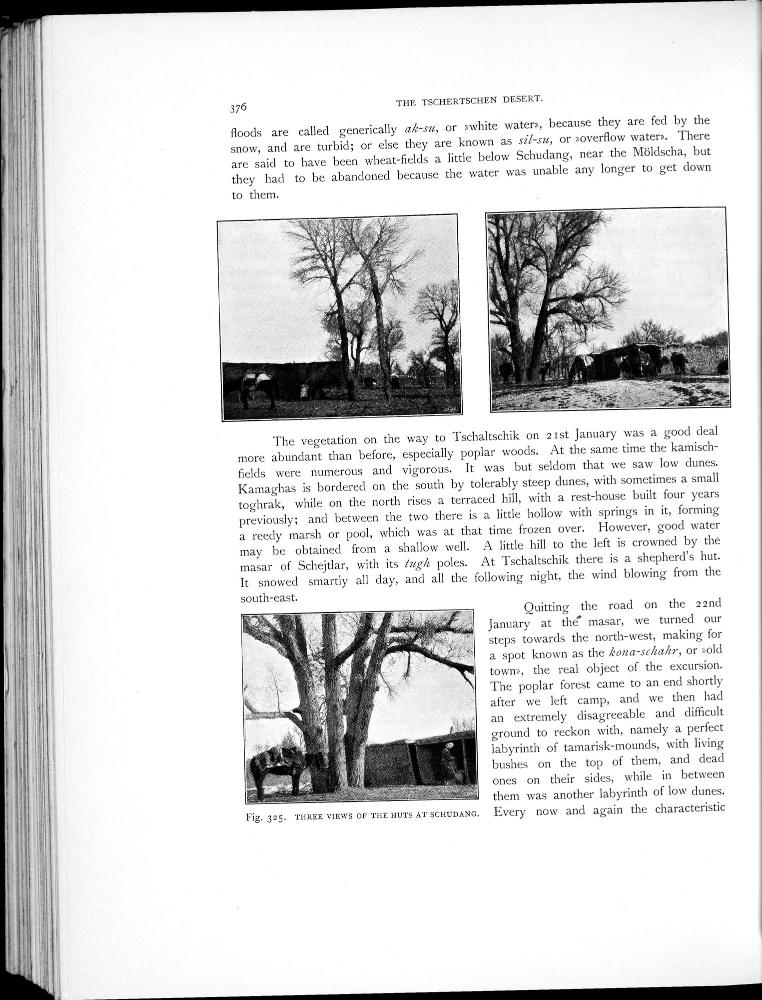 376
THE TSCHERTSCHEN DESERT.
floods are called generically ak-su, or »white water», because they are fed by the
snow, and are turbid; or else they are known as sil-su, or »overflow water». There
are said to have been wheat-fields a little below Schudang, near the Möldscha, but
they had to be abandoned because the water was unable any longer to get down
to them.
The vegetation on the way to Tschaltschik on 21st January was a good deal
more abundant than before, especially poplar woods. At the same time the kamisch-
fields were numerous and vigorous. It was but seldom that we saw low dunes.
Kamaghas is bordered on the south by tolerably steep dunes, with sometimes a small
toghrak, while on the north rises a terraced hill, with a rest-house built four years
previously; and between the two there is a little hollow with springs in it, forming
a reedy marsh or pool, which was at that time frozen over. However, good water
may be obtained from a shallow well. A little hill to the left is crowned by the
masar of Schejtlar, with its tugh poles. At Tschaltschik there is a shepherd's hut.
It snowed smartly all day, and all the following night, the wind blowing from the
south-east.
Quitting the road on the 22nd
January at the masar, we turned our
steps towards the north-west, making for
a spot known as the kona-schahr, or »old
town», the real object of the excursion.
The poplar forest came to an end shortly
after we left camp, and we then had
an extremely disagreeable and difficult
ground to reckon with, namely a perfect
labyrinth of tamarisk-mounds, with living
bushes on the top of them, and dead
ones on their sides, while in between
them was another labyrinth of low dunes.
Every now and again the characteristic
Fig. 325. THREE VIEWS OF THE HUTS AT SCHUDANG.